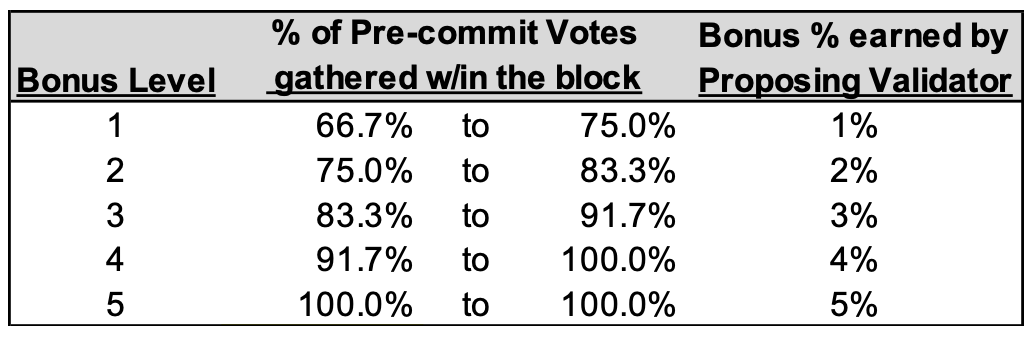 % of Pre-commit Votes Bonus % earned by
Bonus Level gathered w/in the block Proposing Validator
1 66.7% to 75.0% 1%
2 75.0% to 83.3% 2%
3 83.3% to 91.7% 3%
4 91.7% to 100.0% 4%
5 100.0% to 100.0% 5%